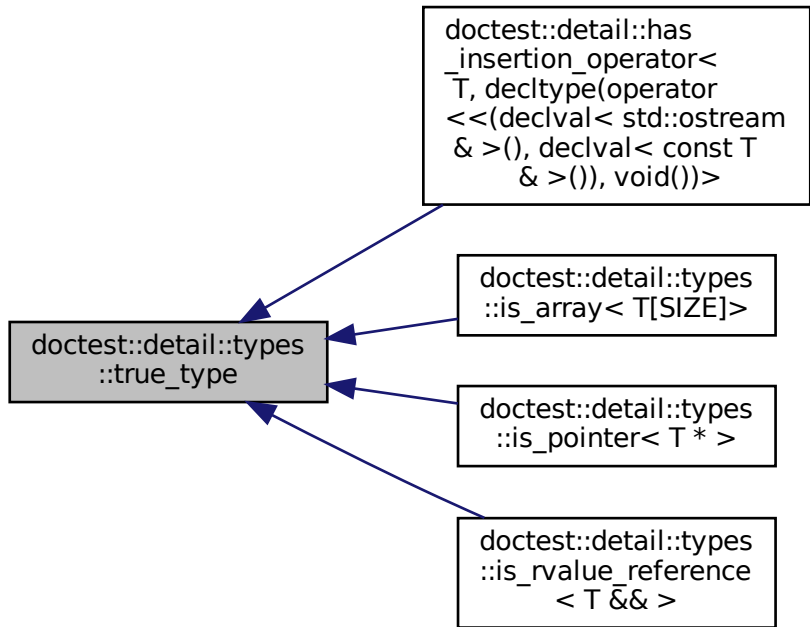 doctest::detail::has
_insertion_operator<
T, decltype(operator
<<(declval< std::ostream
& >(), declval< const T
& >()), void())>
doctest::detail::types
::is_array< T[SIZE]>
doctest::detail::types
::true_type
doctest::detail::types
::is_pointer< T * >
doctest::detail::types
::is_rvalue_reference
< T && >